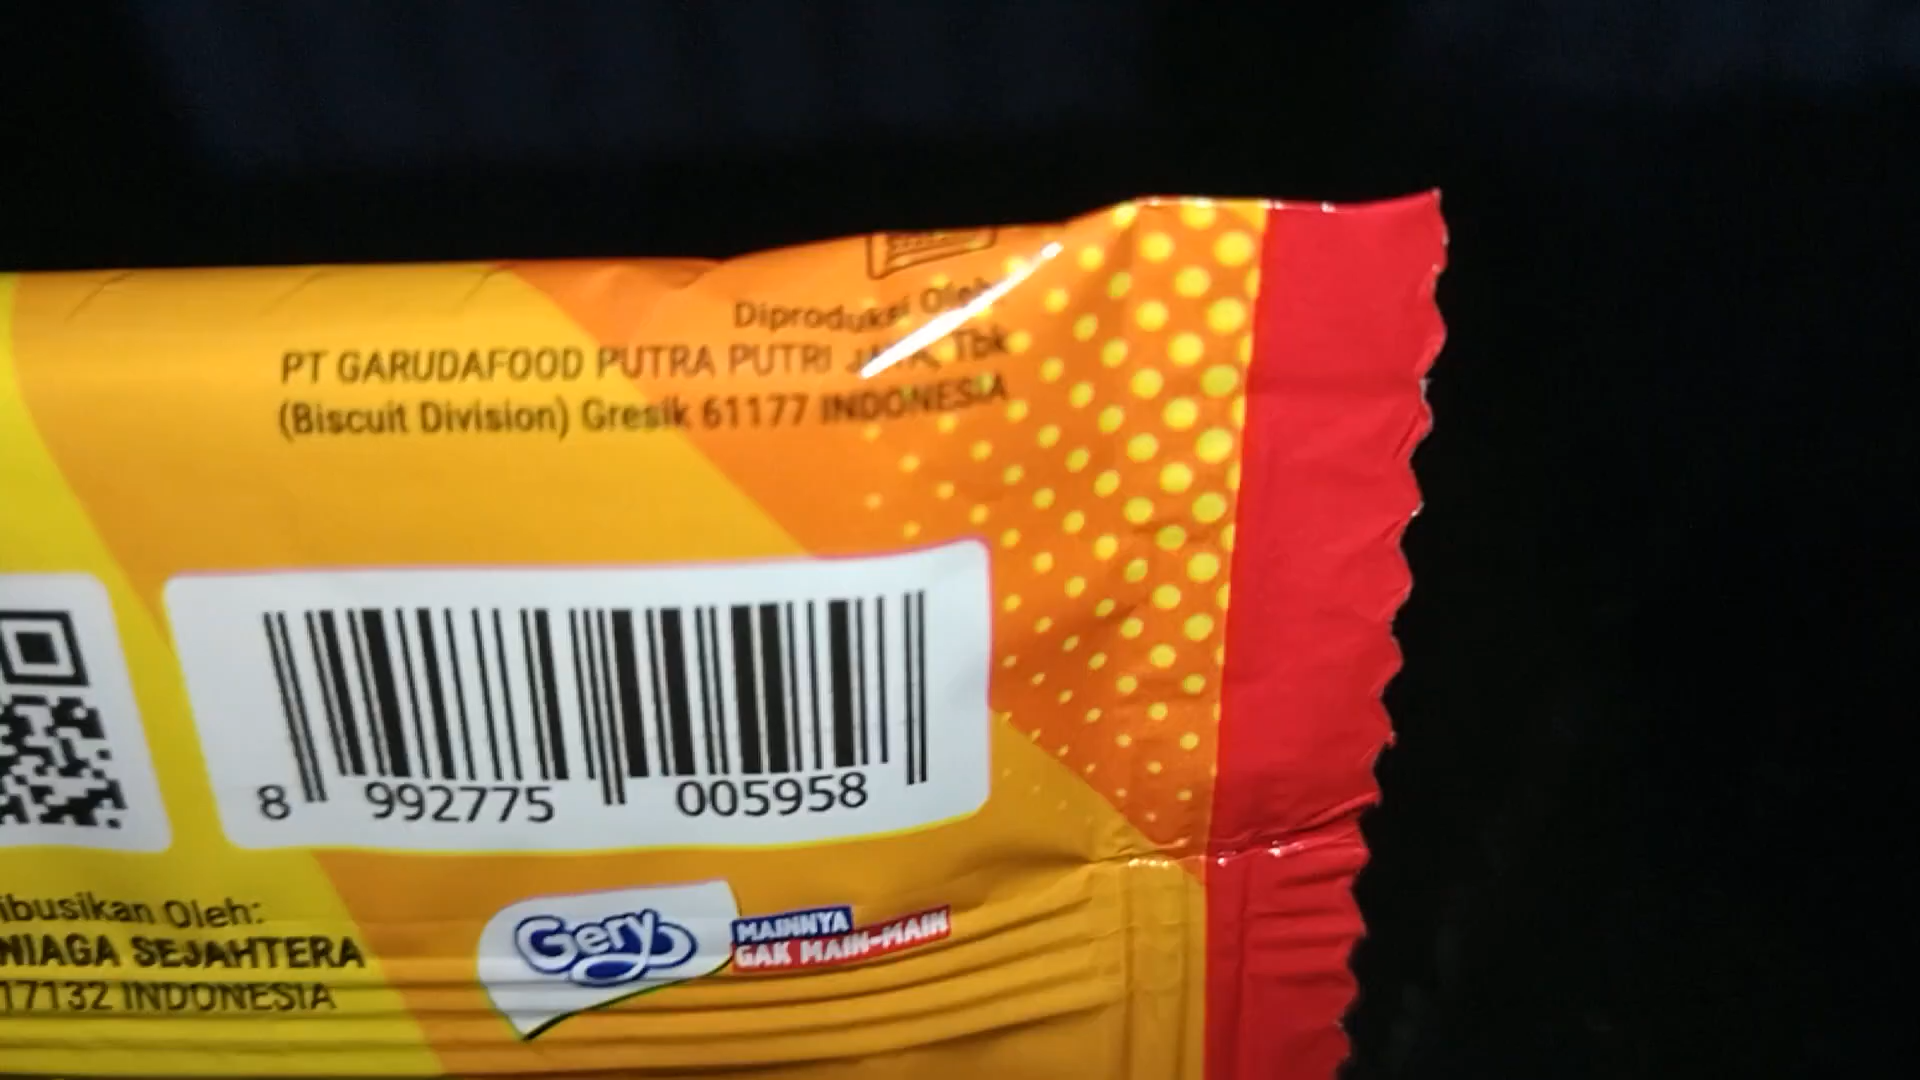 Diproduksi Oleh:
PT GARUDAFOOD PUTRA PUTRI JAYA, Tbk
(Biscuit Division) Gresik 61177 INDONESIA
8 992775 005958
ibusikan Oleh:
NIAGA SEJAHTERA
17132 INDONESIA
Gery
MAINNYA
GAK MAIN-MAIN